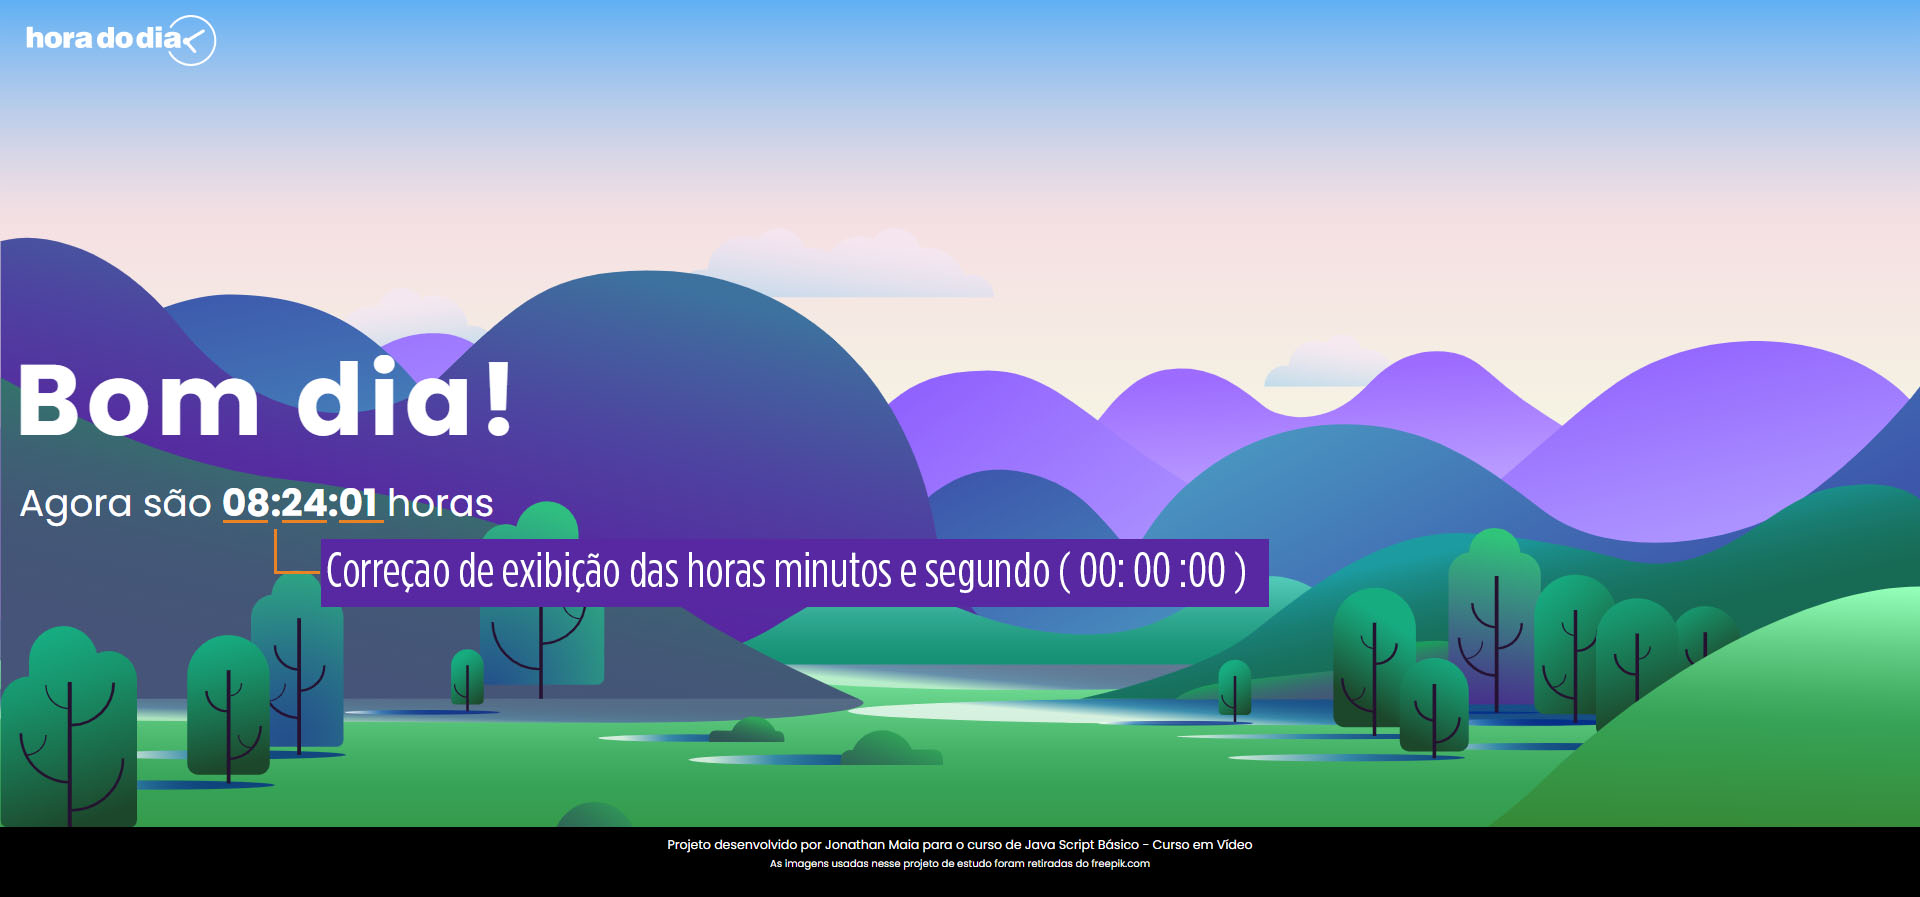 hora do dia
Bom dia!
Agora são 08:24:01 horas
Correçao de exibição das horas minutos e segundo ( 00: 00 :00 )
Projeto desenvolvido por Jonathan Maia para o curso de Java Script Básico - Curso em Vídeo
As imagens usadas nesse projeto de estudo foram retiradas do freepik.com